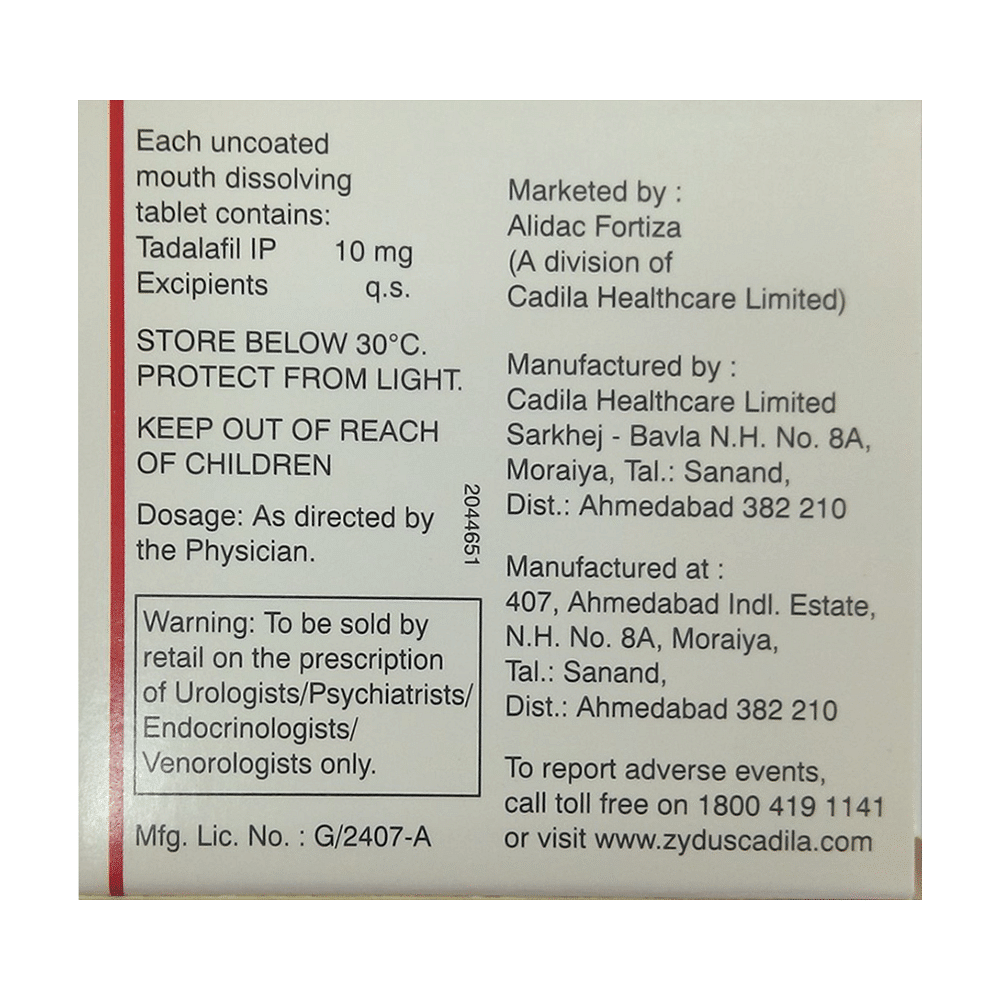 Each uncoated
mouth dissolving
tablet contains:
Tadalafil IP 10 mg
Excipients q.s.
STORE BELOW 30°C.
PROTECT FROM LIGHT.
KEEP OUT OF REACH
OF CHILDREN
Dosage: As directed by
the Physician.
2044651
Warning: To be sold by
retail on the prescription
of Urologists/Psychiatrists/
Endocrinologists/
Venorologists only.
Mfg. Lic. No. : G/2407-A
Marketed by :
Alidac Fortiza
(A division of
Cadila Healthcare Limited)
Manufactured by :
Cadila Healthcare Limited
Sarkhej - Bavla N.H. No. 8A,
Moraiya, Tal.: Sanand,
Dist.: Ahmedabad 382 210
Manufactured at :
407, Ahmedabad Indl. Estate,
N.H. No. 8A, Moraiya,
Tal.: Sanand,
Dist.: Ahmedabad 382 210
To report adverse events,
call toll free on 1800 419 1141
or visit www.zyduscadila.com